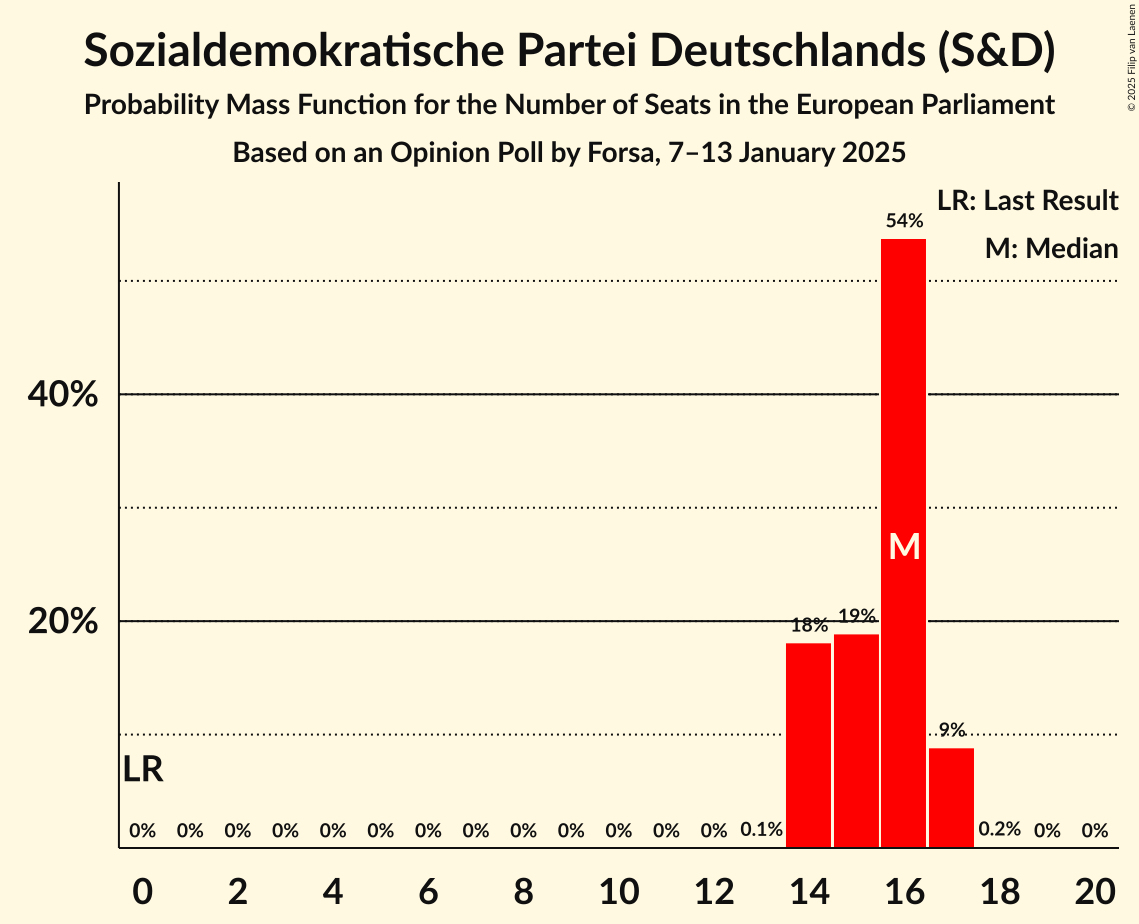 Sozialdemokratische Partei Deutschlands (S&D)
Probability Mass Function for the Number of Seats in the European Parliament
Based on an Opinion Poll by Forsa, 7–13 January 2025
© 2025 Filip van Laenen
LR: Last Result
M: Median
54%
40%
M
20%
18% 19%
9%
LR
0% 0% 0% 0% 0% 0% 0% 0% 0% 0% 0% 0% 0% 0.1% 0.2% 0% 0%
0 2 4 6 8 10 12 14 16 18 20